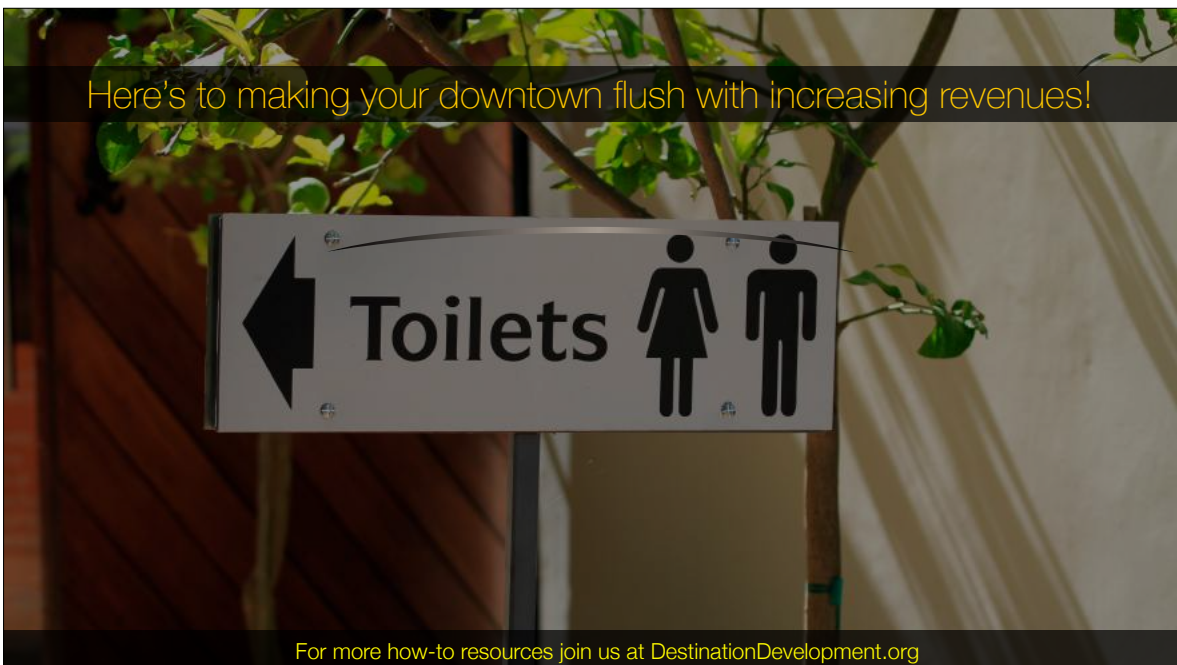 Here's to making your downtown flush with increasing revenues!
Toilets
For more how-to resources join us at DestinationDevelopment.org